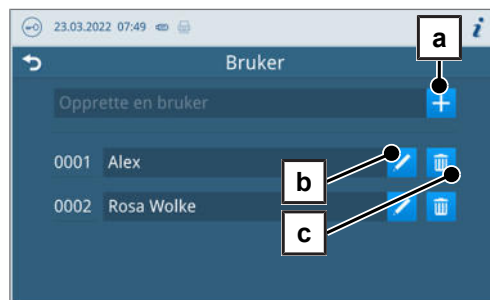 23.03.2022 07:49
i
a
Bruker
Opprette en bruker
+
0001 Alex
b
0002 Rosa Wolke
c